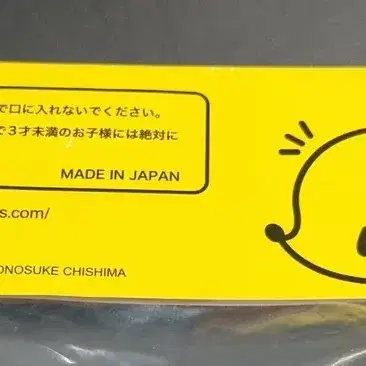 で口に入れないでください。
で3才未満のお子様には絶対に
MADE IN JAPAN
s.com/
ONOSUKE CHISHIMA